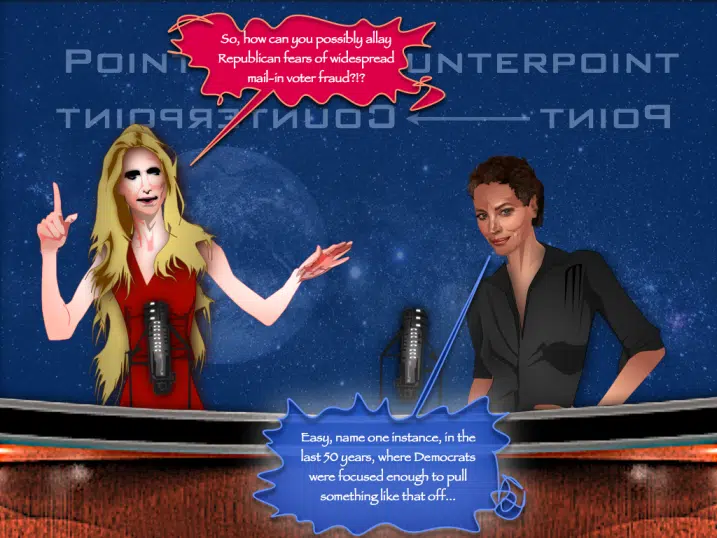 So, how can you possibly allay
Republican fears of widespread
mail-in voter fraud?!?
Point
unterpoint
Point Counterpoint
Easy, name one instance, in the
last 50 years, where Democrats
were focused enough to pull
something like that off...